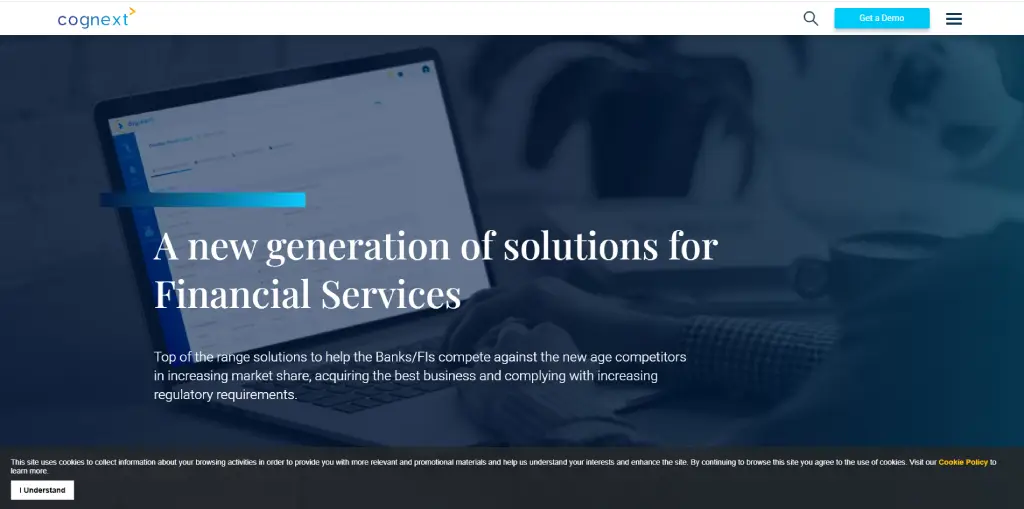 cognext
Get a Demo
A new generation of solutions for
Financial Services
Top of the range solutions to help the Banks/FIs compete against the new age competitors
in increasing market share, acquiring the best business and complying with increasing
regulatory requirements.
This site uses cookies to collect information about your browsing activities in order to provide you with more relevant and promotional materials and help us understand your interests and enhance the site. By continuing to browse this site you agree to the use of cookies. Visit our Cookie Policy to
learn more.
I Understand